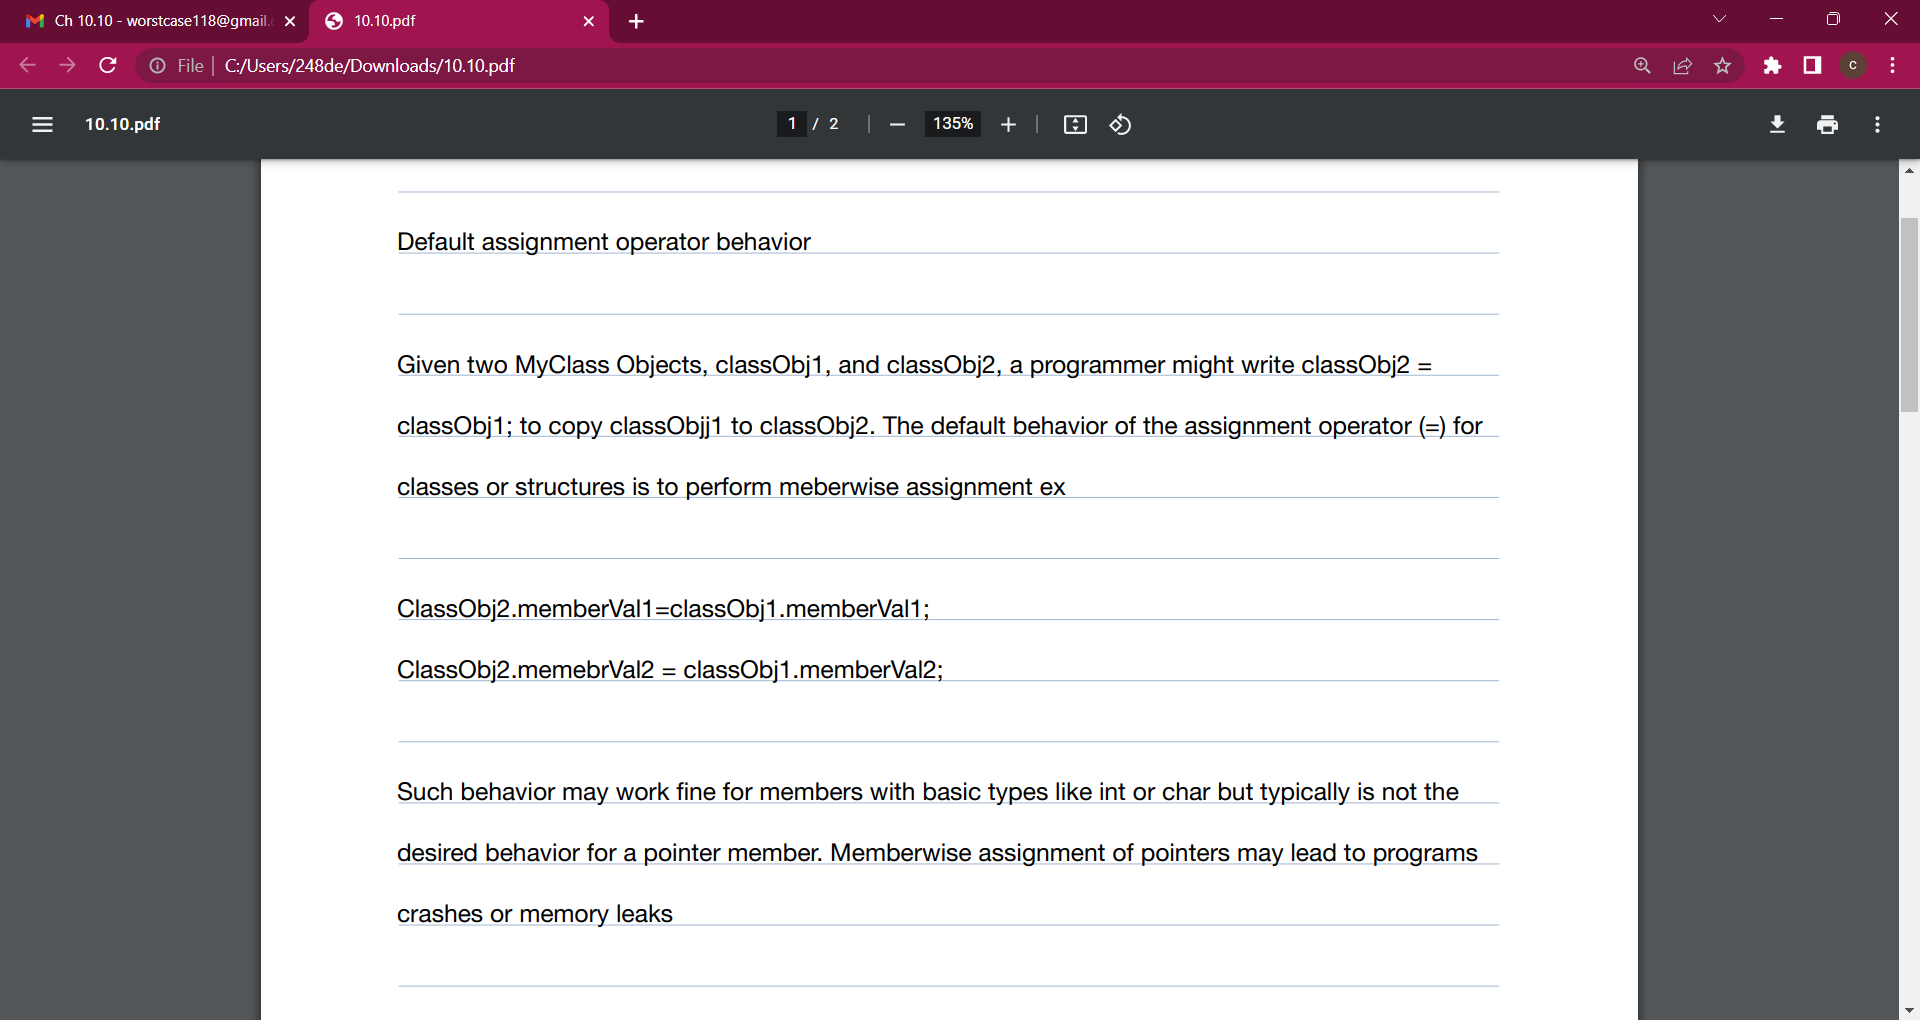 Ch 10.10 - worstcase118@gmail.
10.10.pdf
File | C:/Users/248de/Downloads/10.10.pdf
c
10.10.pdf
1 / 2
135%
Default assignment operator behavior
Given two MyClass Objects, classObj1, and classObj2, a programmer might write classObj2 =
classObj1; to copy classObjj1 to classObj2. The default behavior of the assignment operator (=) for
classes or structures is to perform meberwise assignment ex
ClassObj2.memberVal1=classObj1.memberVal1;
ClassObj2.memebrVal2 = classObj1.memberVal2;
Such behavior may work fine for members with basic types like int or char but typically is not the
desired behavior for a pointer member. Memberwise assignment of pointers may lead to programs
crashes or memory leaks